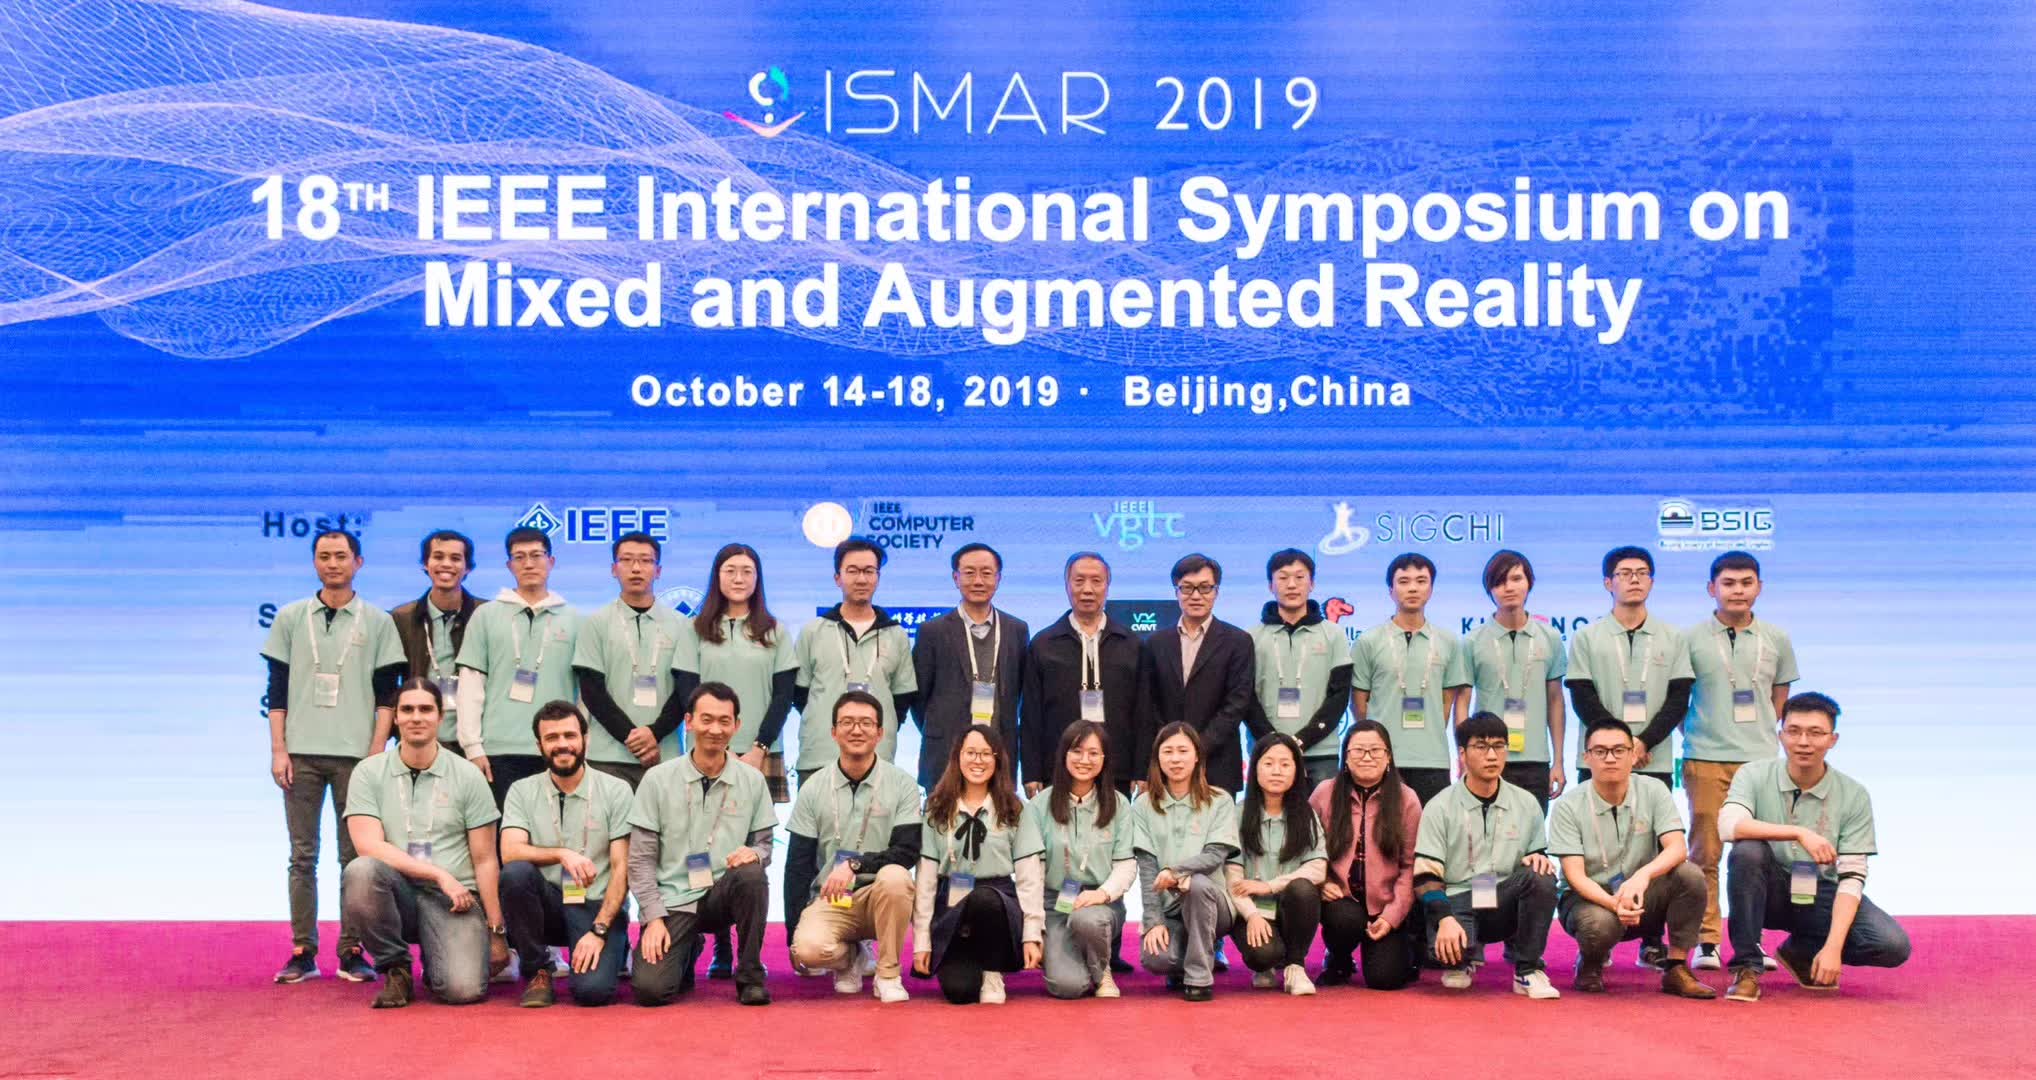 ISMAR 2019
18TH IEEE International Symposium on
Mixed and Augmented Reality
October 14-18, 2019 · Beijing,China
Host:
IEEE
IEEE
COMPUTER
SOCIETY
IEEE
vgtc
SIGCHI
BSIG
CVRVT